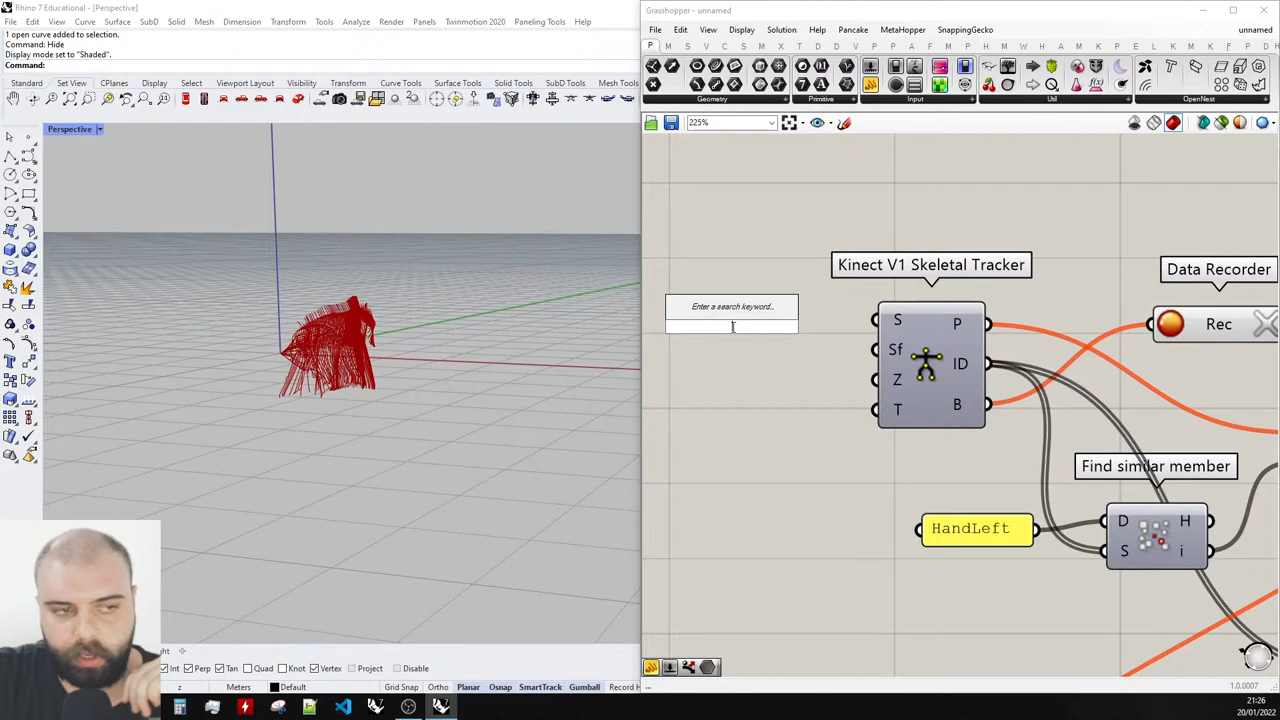 Rhino 7 Educational - [Perspective]
File Edit View Curve Surface SubD Solid Mesh Dimension Transform Tools Analyze Render Panels Twinmotion 2020 Paneling Tools Help
1 open curve added to selection.
Command: Hide
Display mode set to "Shaded".
Command:
Standard Set View CPlanes Display Select Viewport Layout Visibility Transform Curve Tools Surface Tools Solid Tools SubD Tools
Perspective
Int Perp Tan Quad Knot Vertex Project Disable
z Meters Default Grid Snap Ortho Planar Osnap SmartTrack Gumball Record H
Grasshopper - unnamed
File Edit View Display Solution Help Pancake MetaHopper SnappingGecko unnamed
Geometry Primitive Input Util OpenNest
225%
Kinect V1 Skeletal Tracker
Data Recorder
Enter a search keyword..
S P
Sf ID
Z B
T
Rec
Find similar member
HandLeft
D H
S i
...
1.0.0007
21:26
20/01/2022